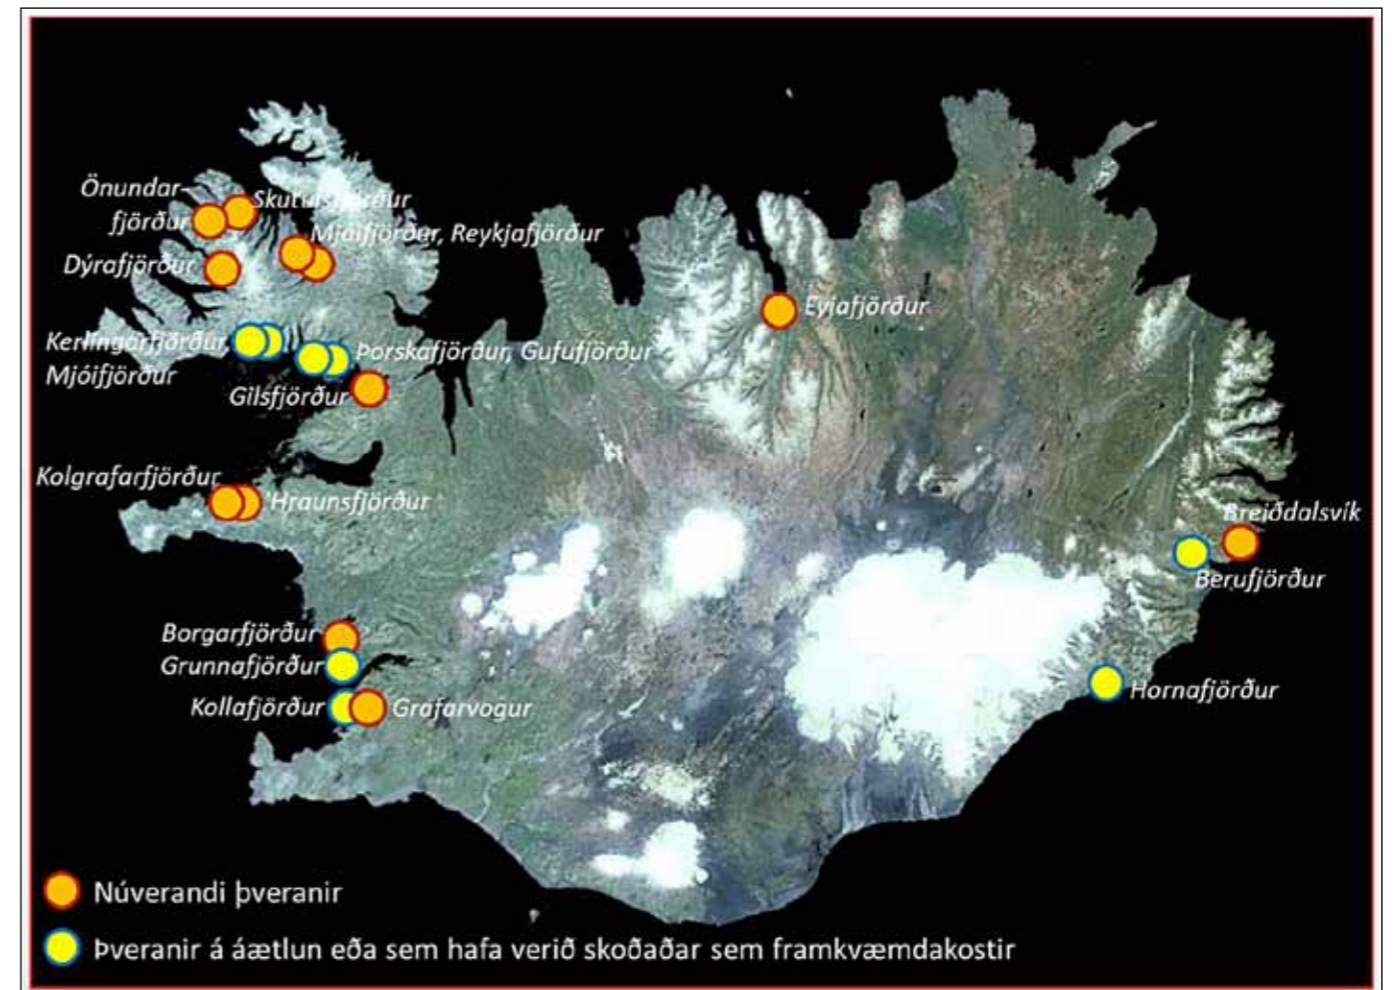 Önundar-
fjörður
Skutulsfjörður
Mjóifjörður, Reykjafjörður
Dýrafjörður
Eyjafjörður
Kerlingarfjörður,
Mjóifjörður
Þorskafjörður, Gufufjörður
Gilsfjörður
Kolgrafarfjörður
Hraunsfjörður
Breiðdalsvík
Berufjörður
Borgarfjörður
Grunnafjörður
Kollafjörður
Grafarvogur
Hornafjörður
Núverandi þveranir
Þveranir á áætlun eða sem hafa verið skoðaðar sem framkvæmdakostir